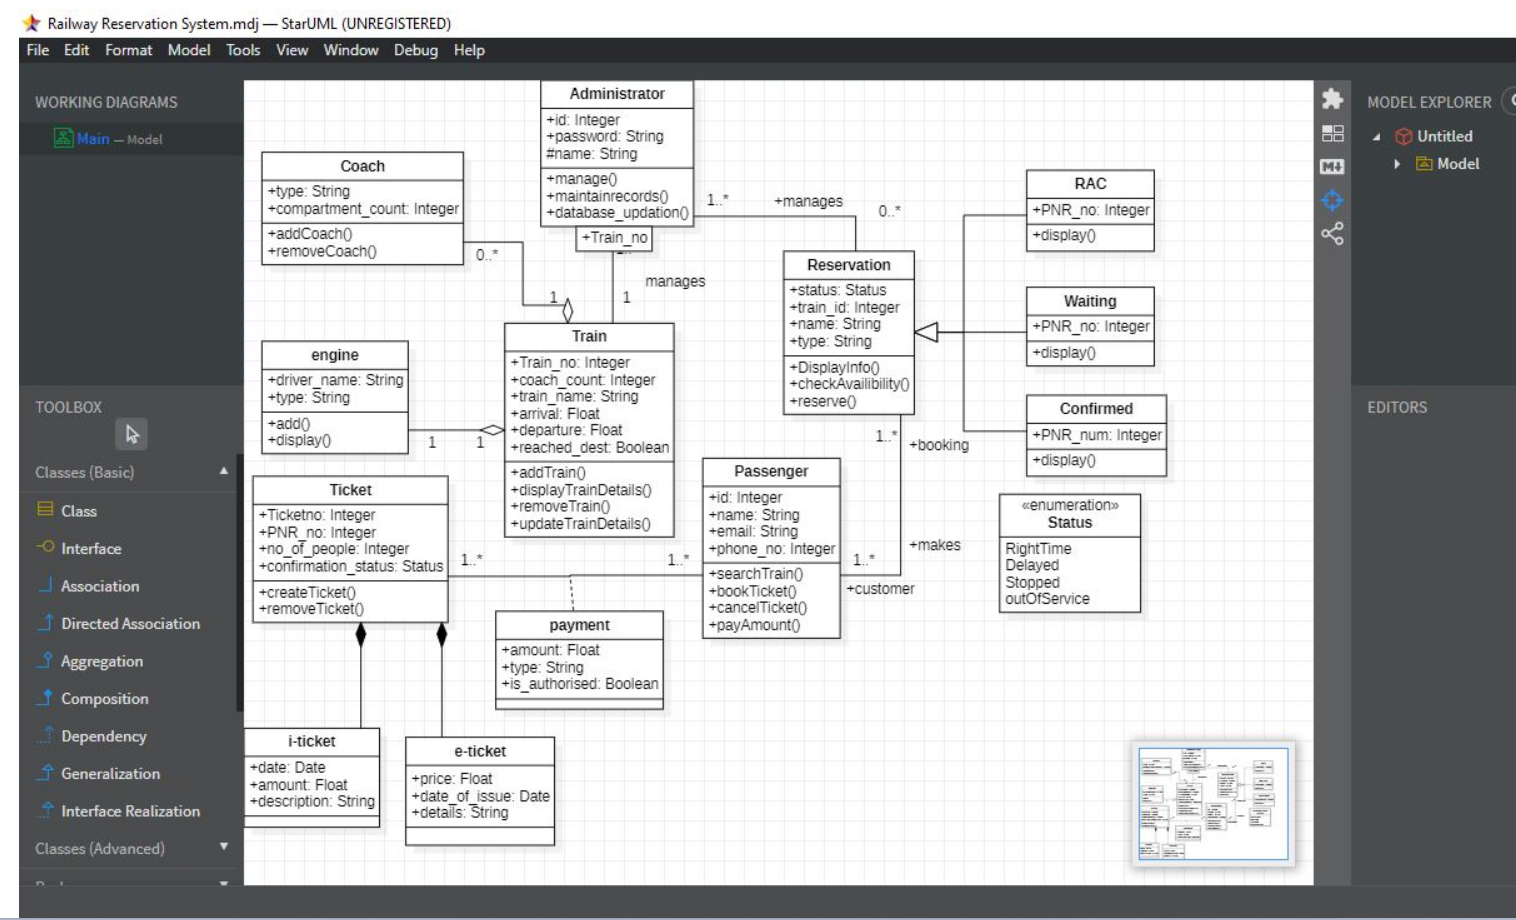 Railway Reservation System.mdj — StarUML (UNREGISTERED)
File Edit Format Model Tools View Window Debug Help
WORKING DIAGRAMS
Main — Model
TOOLBOX
Classes (Basic)
Class
Interface
Association
Directed Association
Aggregation
Composition
Dependency
Generalization
Interface Realization
Classes (Advanced)
Administrator
+id: Integer
+password: String
#name: String
+manage()
+maintainrecords()
+database_updation()
+Train_no
1..*
+manages
0..*
manages
1
Coach
+type: String
+compartment_count: Integer
+addCoach()
+removeCoach()
0..*
1
engine
+driver_name: String
+type: String
+add()
+display()
1
1
Train
+Train_no: Integer
+coach_count: Integer
+train_name: String
+arrival: Float
+departure: Float
+reached_dest: Boolean
+addTrain()
+displayTrainDetails()
+removeTrain()
+updateTrainDetails()
Reservation
+status: Status
+train_id: Integer
+name: String
+type: String
+DisplayInfo()
+checkAvailibility()
+reserve()
1..*
+booking
+makes
1..*
+customer
RAC
+PNR_no: Integer
+display()
Waiting
+PNR_no: Integer
+display()
Confirmed
+PNR_num: Integer
+display()
«enumeration»
Status
RightTime
Delayed
Stopped
outOfService
Ticket
+Ticketno: Integer
+PNR_no: Integer
+no_of_people: Integer
+confirmation_status: Status
+createTicket()
+removeTicket()
1..*
1..*
Passenger
+id: Integer
+name: String
+email: String
+phone_no: Integer
+searchTrain()
+bookTicket()
+cancelTicket()
+payAmount()
payment
+amount: Float
+type: String
+is_authorised: Boolean
i-ticket
+date: Date
+amount: Float
+description: String
e-ticket
+price: Float
+date_of_issue: Date
+details: String
MODEL EXPLORER
Untitled
Model
EDITORS